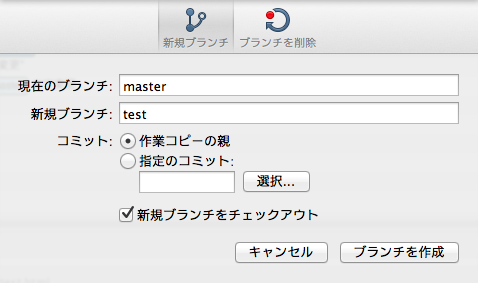 新規ブランチ ブランチを削除
現在のブランチ: master
新規ブランチ: test
コミット: 作業コピーの親
指定のコミット:
選択...
新規ブランチをチェックアウト
キャンセル ブランチを作成